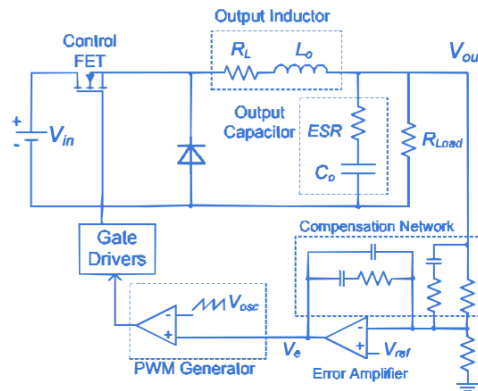 Output Inductor
Control
FET
R_L
L_o
V_ou
Output
Capacitor
ESR
C_o
R_Load
+
-
V_in
Gate
Drivers
Compensation Network
V_osc
-
+
PWM Generator
V_e
-
+
V_ref
Error Amplifier